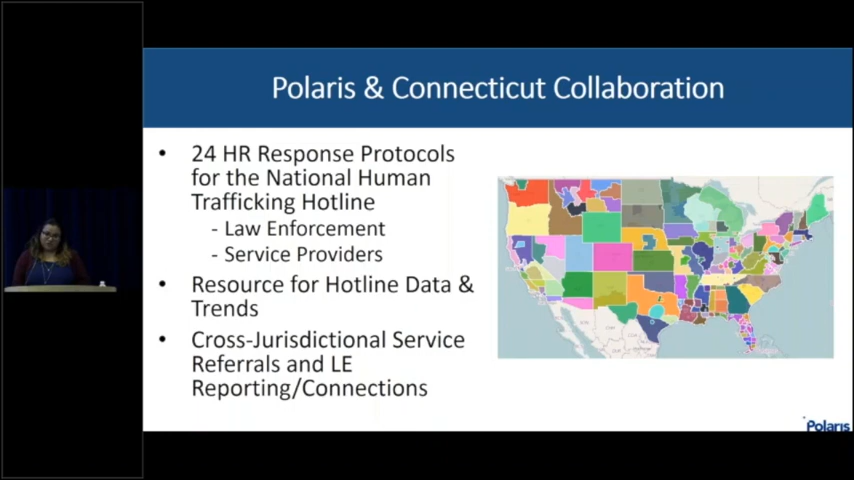 Polaris & Connecticut Collaboration
• 24 HR Response Protocols
for the National Human
Trafficking Hotline
- Law Enforcement
- Service Providers
• Resource for Hotline Data &
Trends
• Cross-Jurisdictional Service
Referrals and LE
Reporting/Connections
Polaris